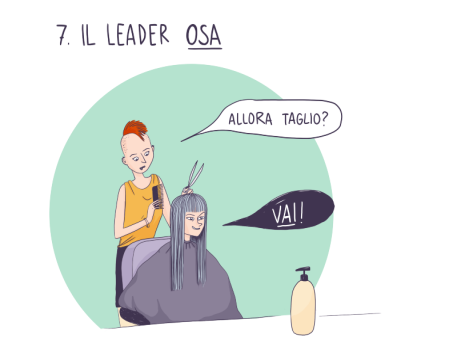 7. IL LEADER OSA
ALLORA TAGLIO?
VAI!